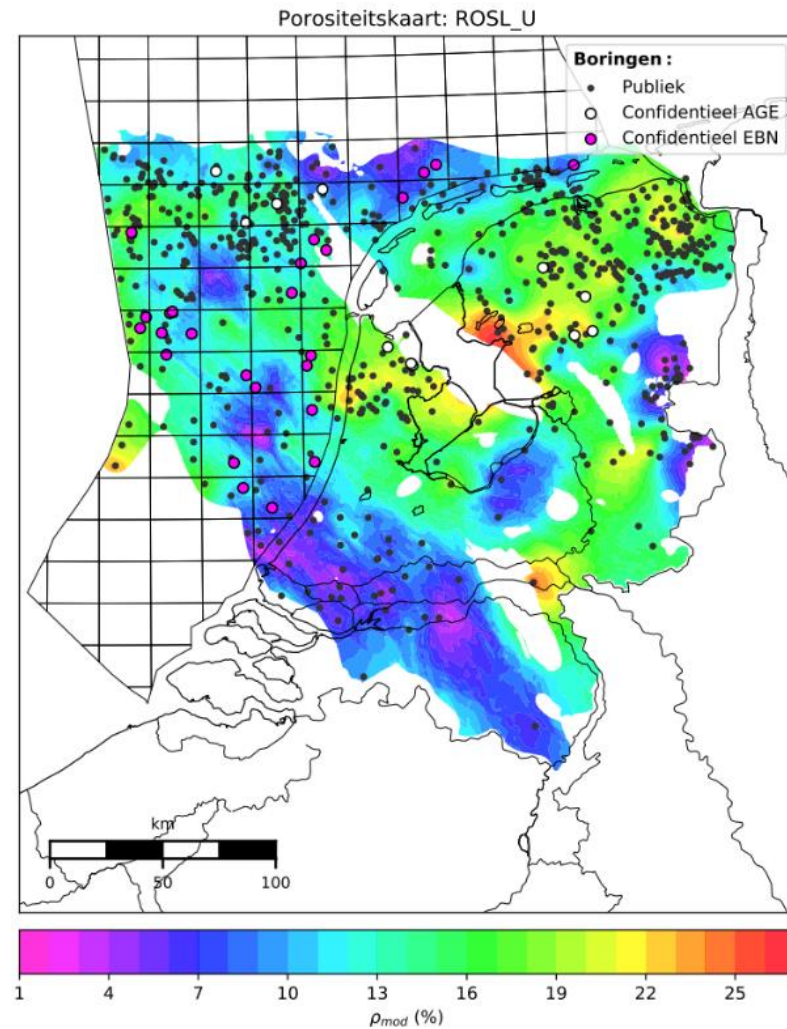 Porositeitskaart: ROSL_U
Boringen :
Publiek
Confidentieel AGE
Confidentieel EBN
km
0 50 100
1 4 7 10 13 16 19 22 25
ρmod (%)